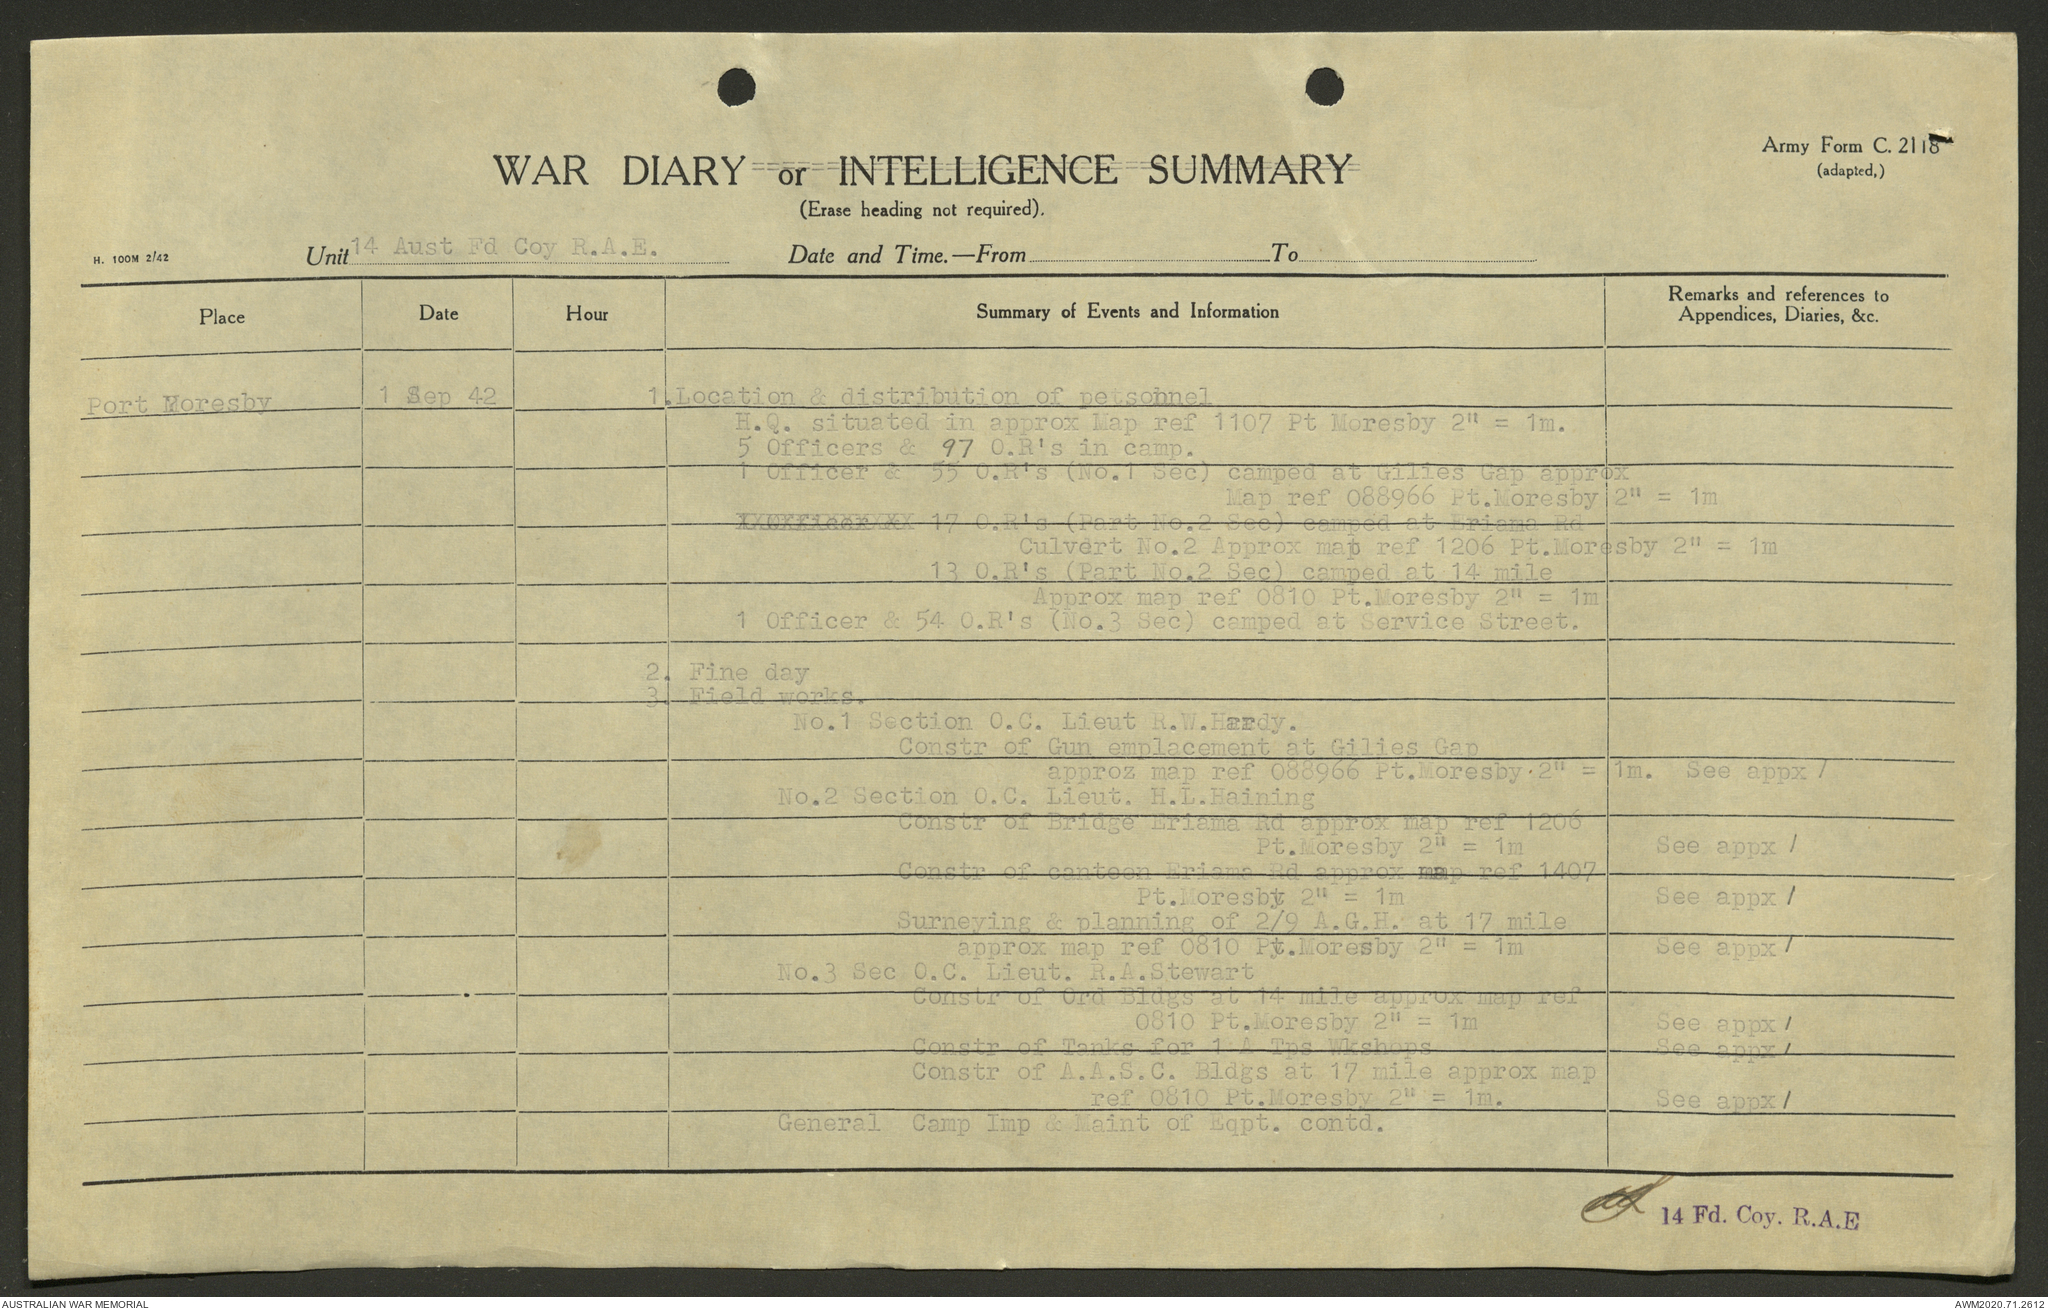 Army Form C. 2118
(adapted,)
WAR DIARY or INTELLIGENCE SUMMARY
(Erase heading not required).
H. 100M 2/42
Unit 14 Aust Fd Coy R.A.E. Date and Time.—From To
Place Date Hour Summary of Events and Information Remarks and references to
Appendices, Diaries, &c.
Port Moresby 1 Sep 42 1. Location & distribution of petsonnel
H.Q. situated in approx Map ref 1107 Pt Moresby 2" = 1m.
5 Officers & 97 O.R's in camp.
1 Officer & 55 O.R's (No.1 Sec) camped at Gilies Gap approx
Map ref 088966 Pt.Moresby 2" = 1m
17 O.R's (Part No.2 Sec) camped at Eriama Rd
Culvert No.2 Approx map ref 1206 Pt.Moresby 2" = 1m
13 O.R's (Part No.2 Sec) camped at 14 mile
Approx map ref 0810 Pt.Moresby 2" = 1m
1 Officer & 54 O.R's (No.3 Sec) camped at Service Street.
2. Fine day
3. Field works.
No.1 Section O.C. Lieut R.W.Hardy.
Constr of Gun emplacement at Gilies Gap
approz map ref 088966 Pt.Moresby.2" = 1m. See appx 1
No.2 Section O.C. Lieut. H.L.Haining
Constr of Bridge Eriama Rd approx map ref 1206
Pt.Moresby 2" = 1m See appx 1
Constr of canteen Eriama Rd approx map ref 1407
Pt.Moresby 2" = 1m See appx 1
Surneying & planning of 2/9 A.G.H. at 17 mile
approx map ref 0810 Pt.Moresby 2" = 1m See appx 1
No.3 Sec O.C. Lieut. R.A.Stewart
Constr of Ord Bldgs at 14 mile approx map ref
0810 Pt.Moresby 2" = 1m See appx 1
Constr of Tanks for 1 A Tps Wkshops See appx 1
Constr of A.A.S.C. Bldgs at 17 mile approx map
ref 0810 Pt.Moresby 2" = 1m. See appx 1
General Camp Imp & Maint of Eqpt. contd.
14 Fd. Coy. R.A.E
AUSTRALIAN WAR MEMORIAL AWM2020.71.2612